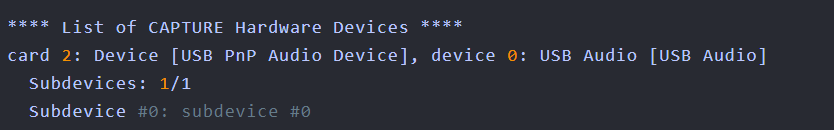 **** List of CAPTURE Hardware Devices ****
card 2: Device [USB PnP Audio Device], device 0: USB Audio [USB Audio]
  Subdevices: 1/1
  Subdevice #0: subdevice #0